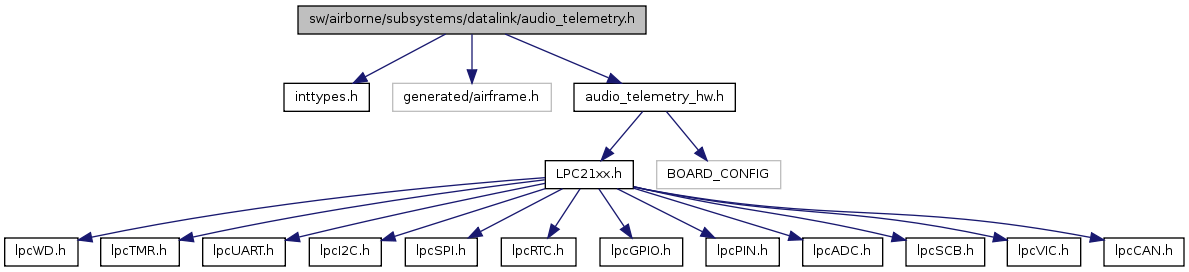 sw/airborne/subsystems/datalink/audio_telemetry.h
inttypes.h
generated/airframe.h
audio_telemetry_hw.h
LPC21xx.h
BOARD_CONFIG
lpcWD.h
lpcTMR.h
lpcUART.h
lpcI2C.h
lpcSPI.h
lpcRTC.h
lpcGPIO.h
lpcPIN.h
lpcADC.h
lpcSCB.h
lpcVIC.h
lpcCAN.h